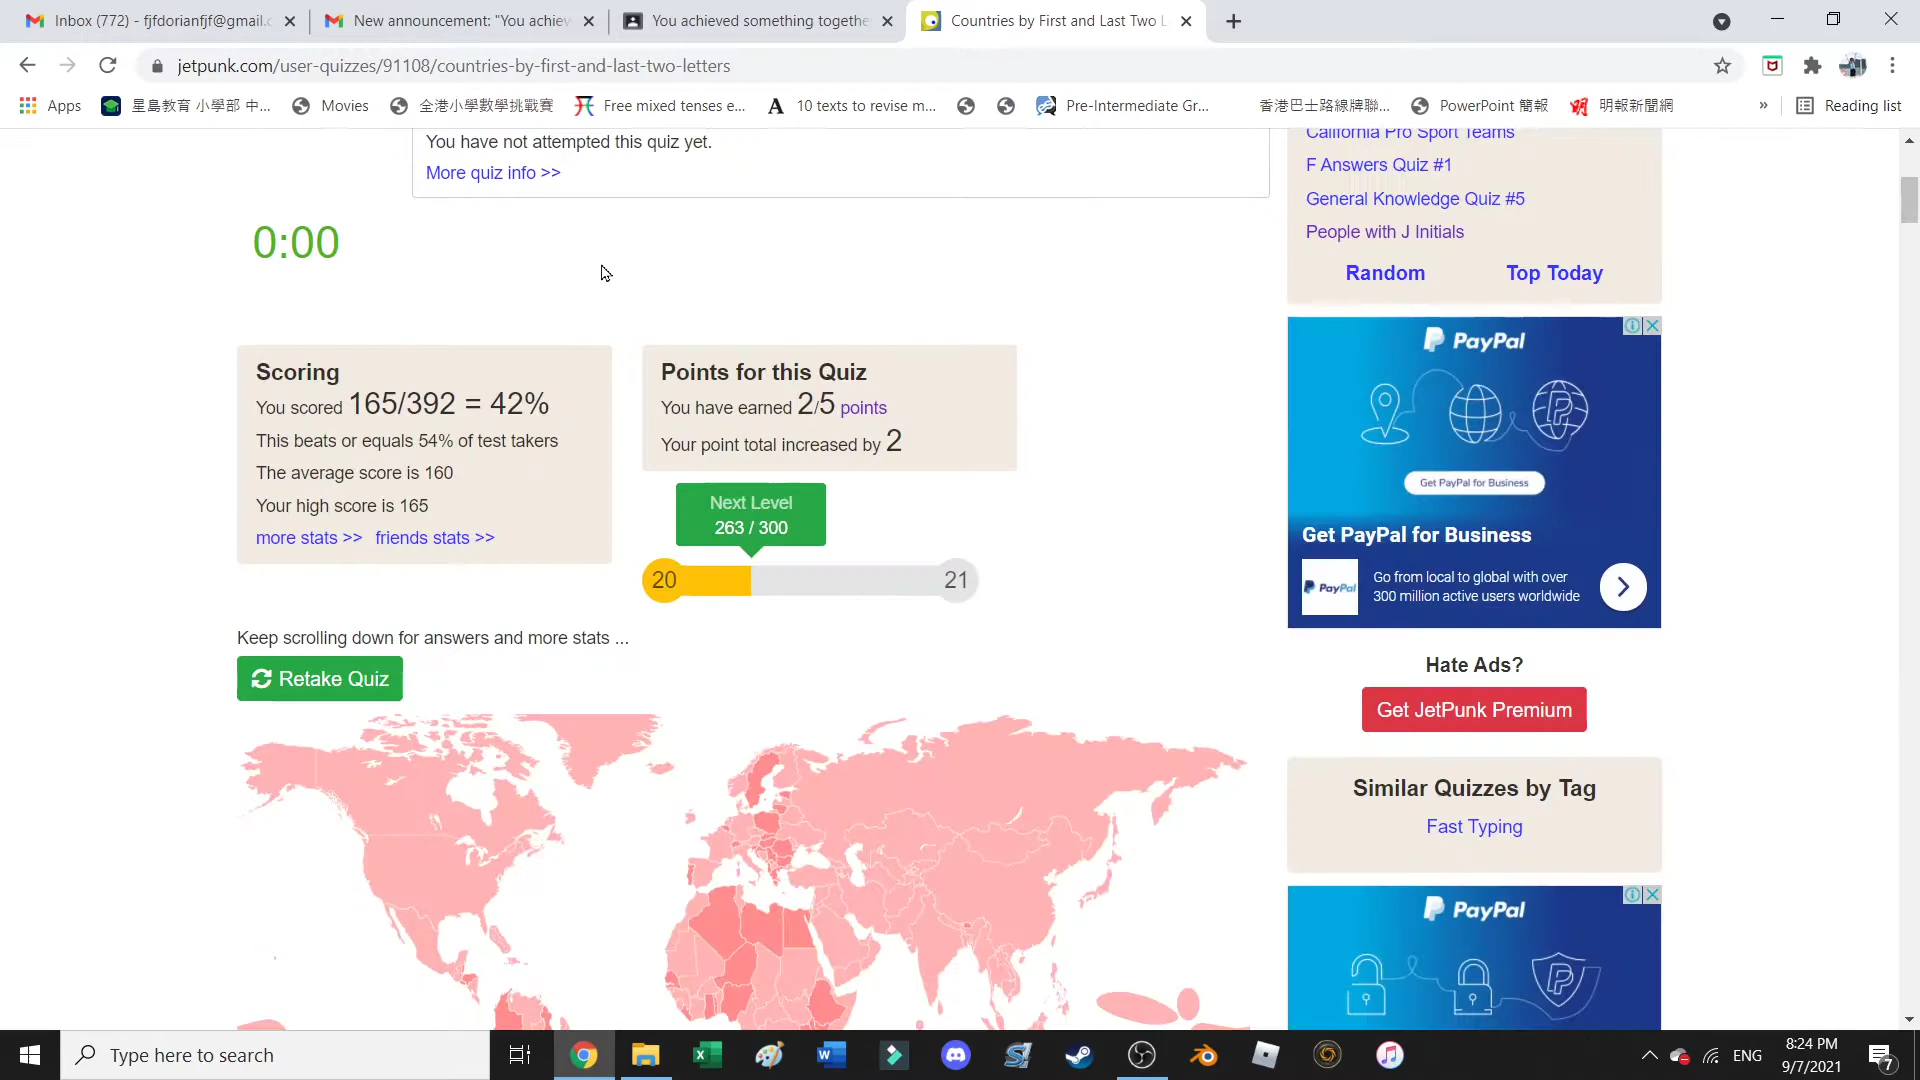 Inbox (772) - fjfdorianfjf@gmail.c
New announcement: "You achiev
You achieved something togethe
Countries by First and Last Two L
jetpunk.com/user-quizzes/91108/countries-by-first-and-last-two-letters
Apps
星島教育 小學部 中...
Movies
全港小學數學挑戰賽
Free mixed tenses e...
10 texts to revise m...
Pre-Intermediate Gr...
香港巴士路線牌聯...
PowerPoint 簡報
明報新聞網
»
Reading list
You have not attempted this quiz yet.
More quiz info >>
0:00
Scoring
You scored 165/392 = 42%
This beats or equals 54% of test takers
The average score is 160
Your high score is 165
more stats >> friends stats >>
Points for this Quiz
You have earned 2/5 points
Your point total increased by 2
Next Level
263 / 300
20
21
Keep scrolling down for answers and more stats ...
Retake Quiz
California Pro Sport Teams
F Answers Quiz #1
General Knowledge Quiz #5
People with J Initials
Random
Top Today
PayPal
Get PayPal for Business
Get PayPal for Business
PayPal
Go from local to global with over
300 million active users worldwide
Hate Ads?
Get JetPunk Premium
Similar Quizzes by Tag
Fast Typing
PayPal
Type here to search
ENG
8:24 PM
9/7/2021
7